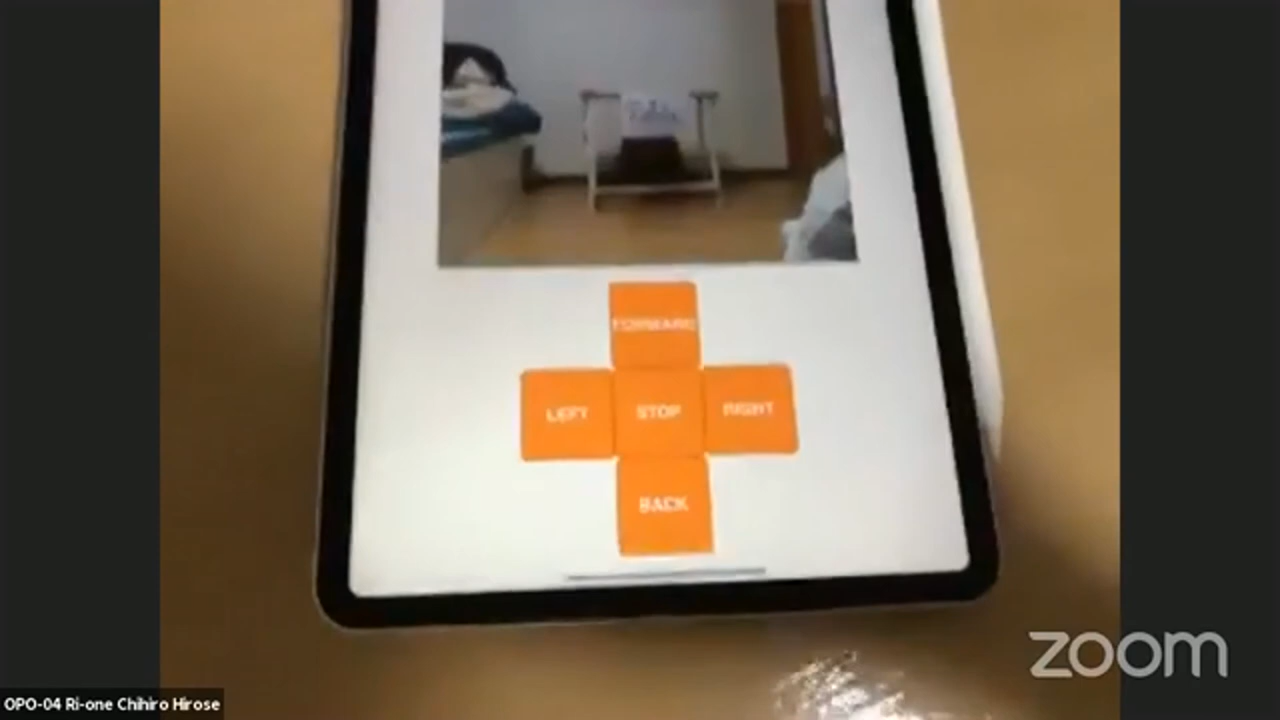 FORWARD
LEFT STOP RIGHT
BACK
zoom
OPO-04 Ri-one Chihiro Hirose